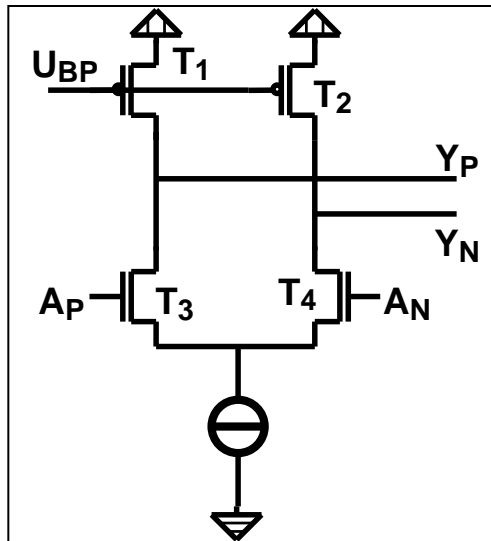 U_BP
T_1
T_2
Y_P
Y_N
A_P
T_3
T_4
A_N